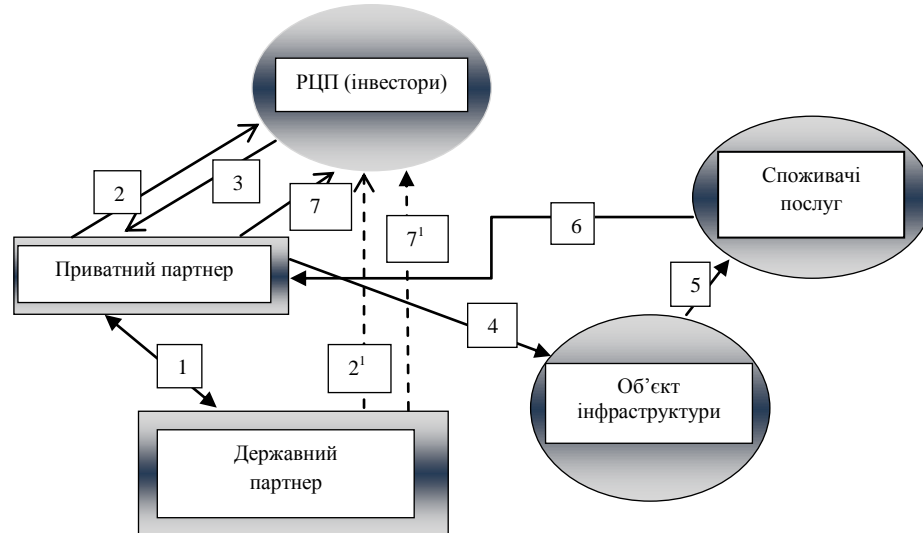 РЦП (інвестори)
Споживачі
послуг
2
3
7
7¹
6
Приватний партнер
5
4
1
2¹
Об’єкт
інфраструктури
Державний
партнер